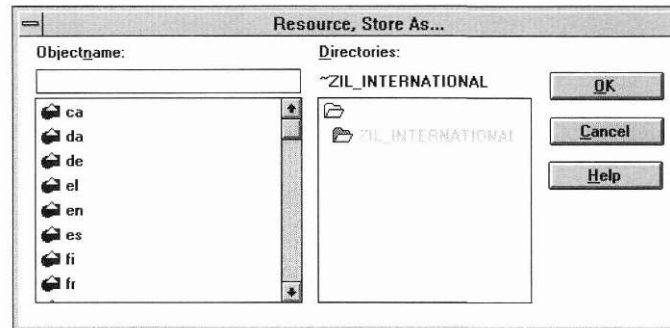 Resource, Store As...
Objectname:
ca
da
de
el
en
es
fi
fr
Directories:
~ZIL_INTERNATIONAL
ZIL_INTERNATIONAL
OK
Cancel
Help